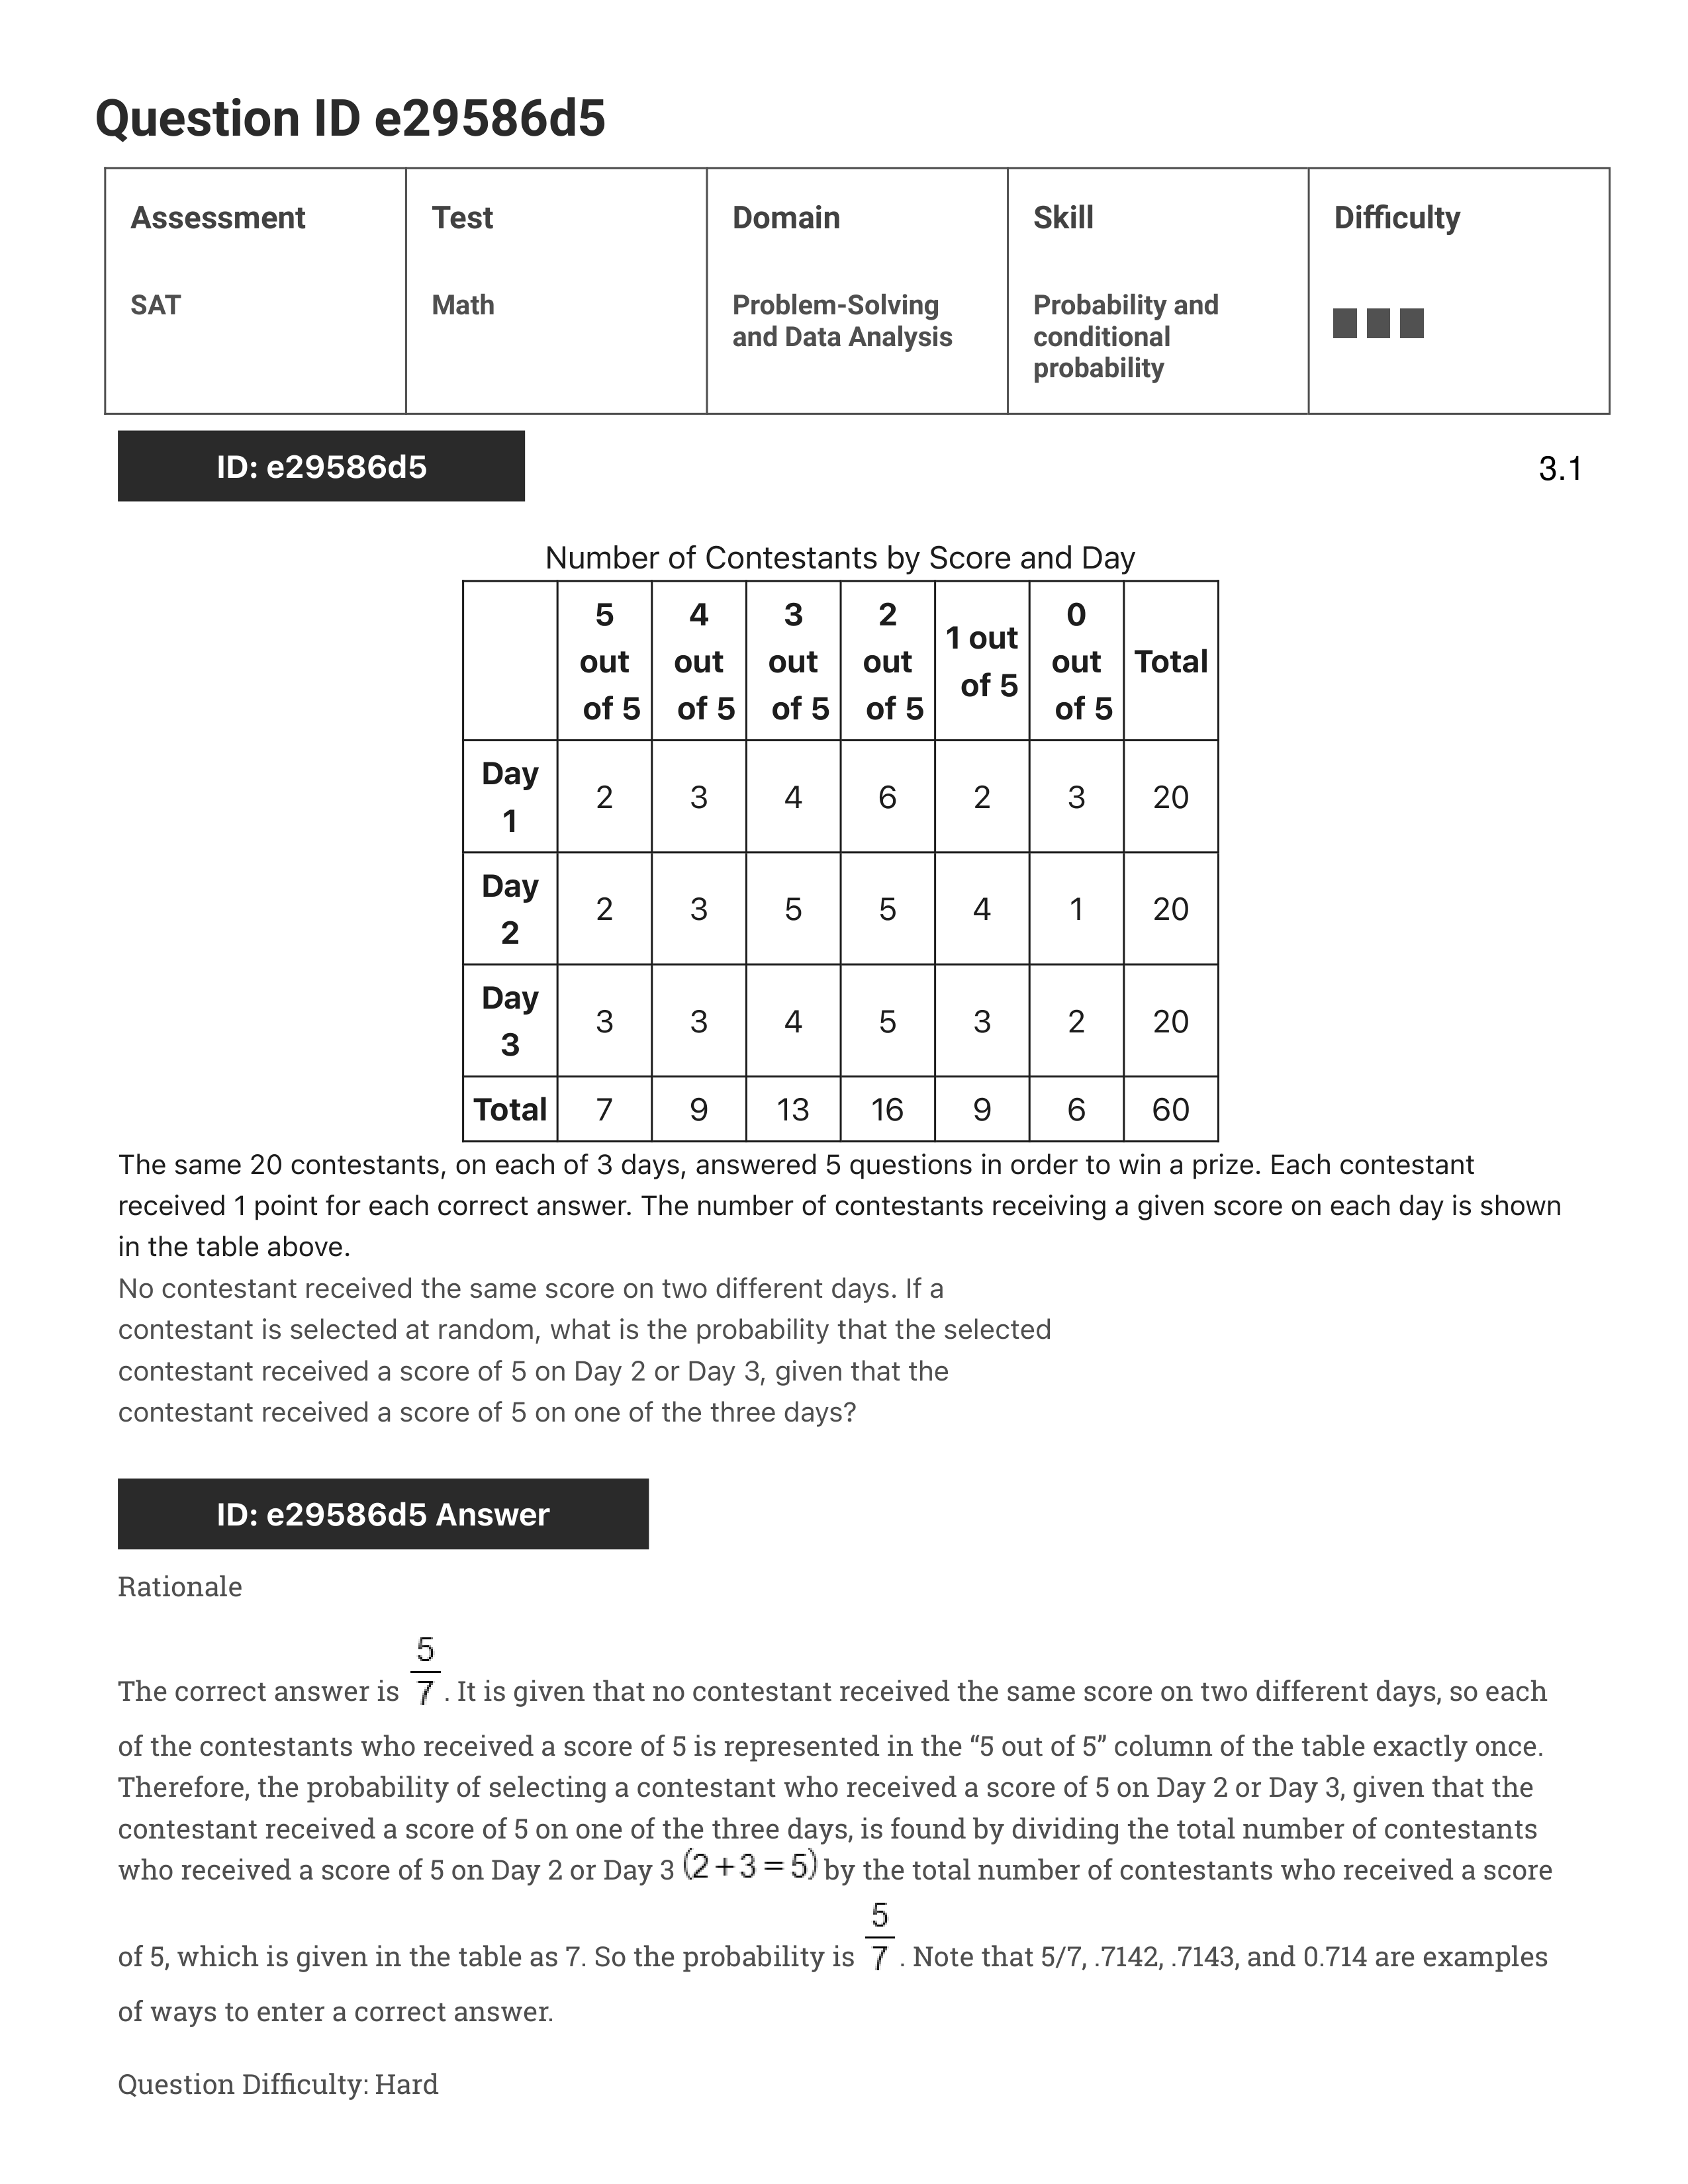 Question ID e29586d5
Assessment Test Domain Skill Difficulty
SAT Math Problem-Solving and Data Analysis Probability and conditional probability
ID: e29586d5 3.1
Number of Contestants by Score and Day
5 out of 5 4 out of 5 3 out of 5 2 out of 5 1 out of 5 0 out of 5 Total
Day 1 2 3 4 6 2 3 20
Day 2 2 3 5 5 4 1 20
Day 3 3 3 4 5 3 2 20
Total 7 9 13 16 9 6 60
The same 20 contestants, on each of 3 days, answered 5 questions in order to win a prize. Each contestant
received 1 point for each correct answer. The number of contestants receiving a given score on each day is shown
in the table above.
No contestant received the same score on two different days. If a
contestant is selected at random, what is the probability that the selected
contestant received a score of 5 on Day 2 or Day 3, given that the
contestant received a score of 5 on one of the three days?
ID: e29586d5 Answer
Rationale
The correct answer is 5/7. It is given that no contestant received the same score on two different days, so each
of the contestants who received a score of 5 is represented in the “5 out of 5” column of the table exactly once.
Therefore, the probability of selecting a contestant who received a score of 5 on Day 2 or Day 3, given that the
contestant received a score of 5 on one of the three days, is found by dividing the total number of contestants
who received a score of 5 on Day 2 or Day 3 (2+3=5) by the total number of contestants who received a score
of 5, which is given in the table as 7. So the probability is 5/7. Note that 5/7, .7142, .7143, and 0.714 are examples
of ways to enter a correct answer.
Question Difficulty: Hard